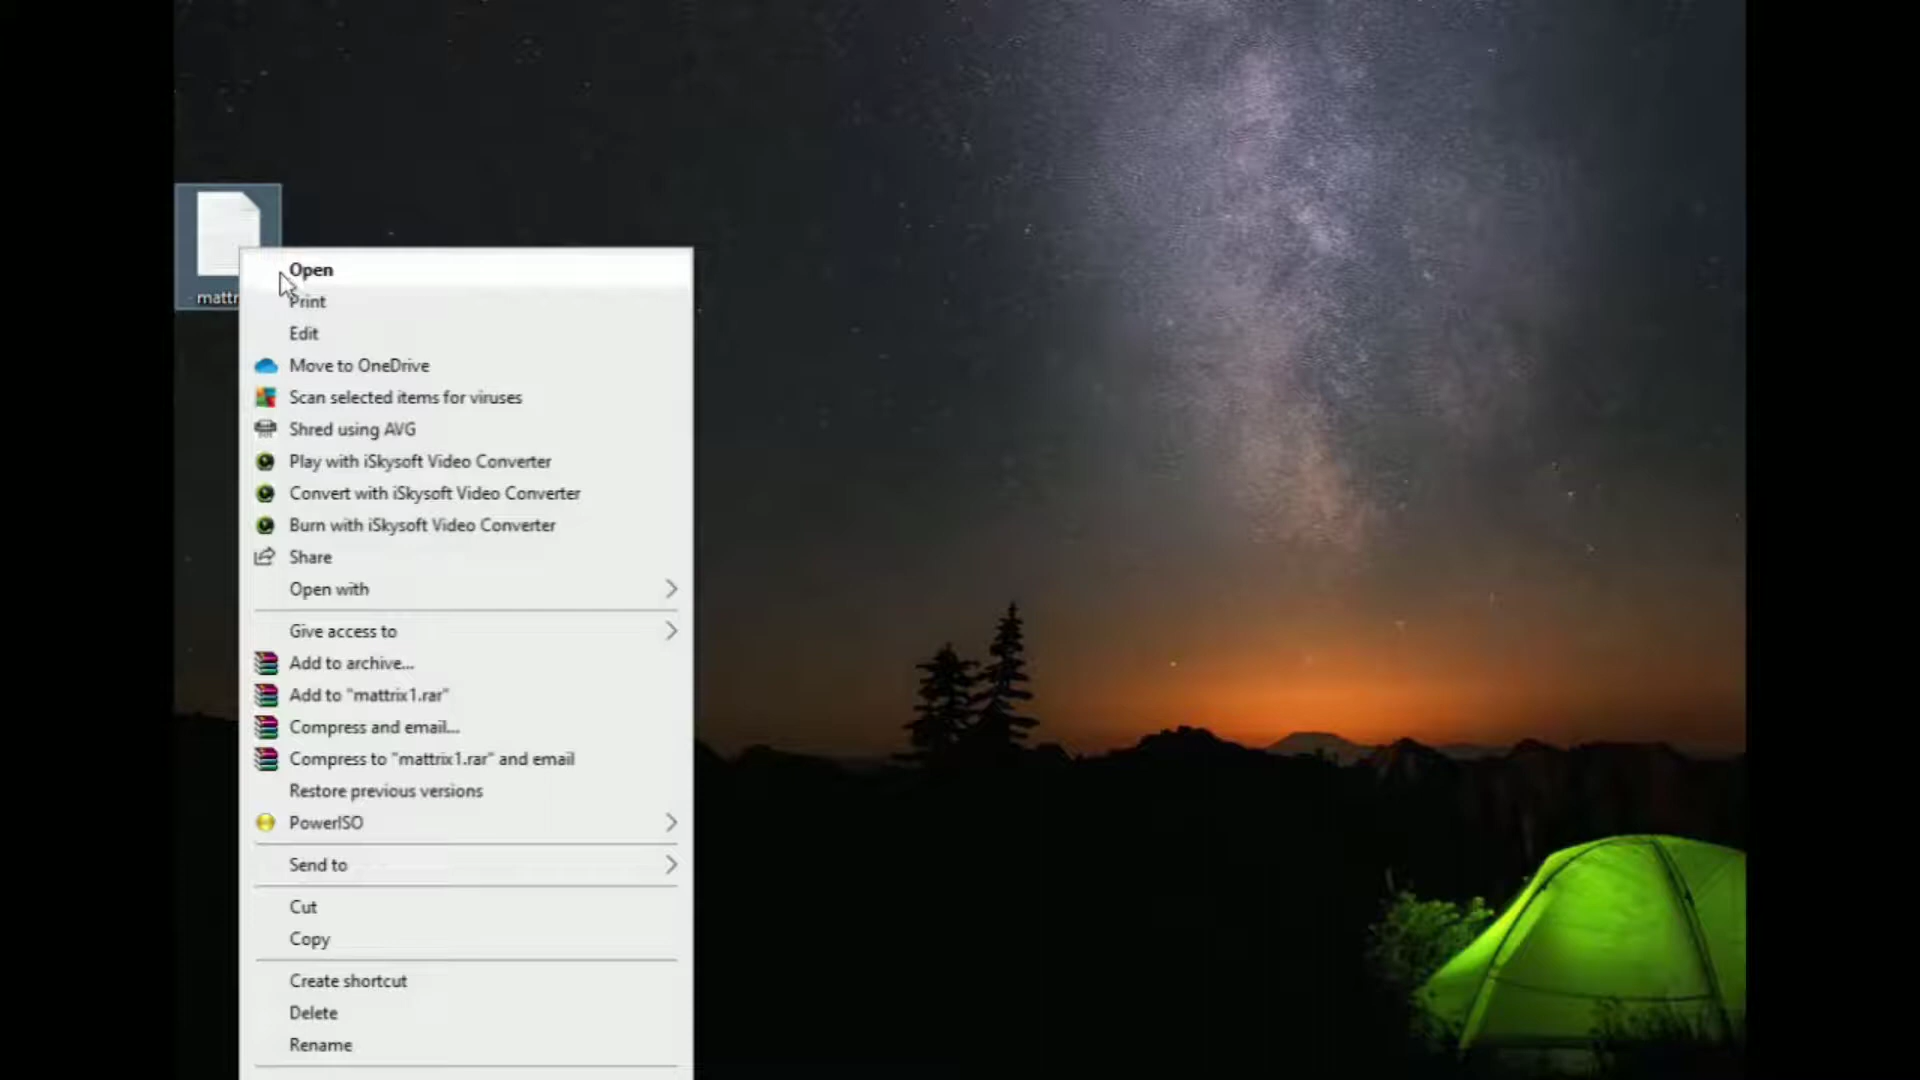 mattr
Open
Print
Edit
Move to OneDrive
Scan selected items for viruses
Shred using AVG
Play with iSkysoft Video Converter
Convert with iSkysoft Video Converter
Burn with iSkysoft Video Converter
Share
Open with
Give access to
Add to archive...
Add to "mattrix1.rar"
Compress and email...
Compress to "mattrix1.rar" and email
Restore previous versions
PowerISO
Send to
Cut
Copy
Create shortcut
Delete
Rename